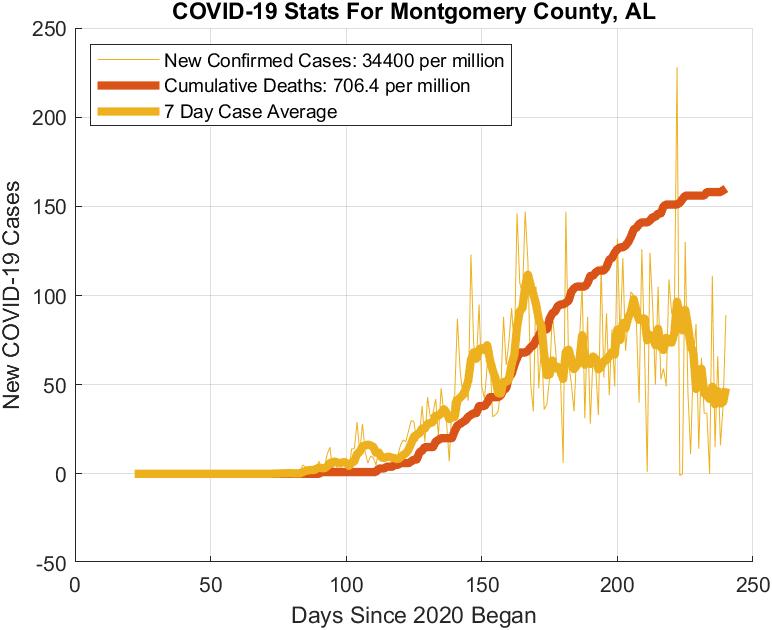 COVID-19 Stats For Montgomery County, AL
New Confirmed Cases: 34400 per million
Cumulative Deaths: 706.4 per million
7 Day Case Average
New COVID-19 Cases
250
200
150
100
50
0
-50
0 50 100 150 200 250
Days Since 2020 Began